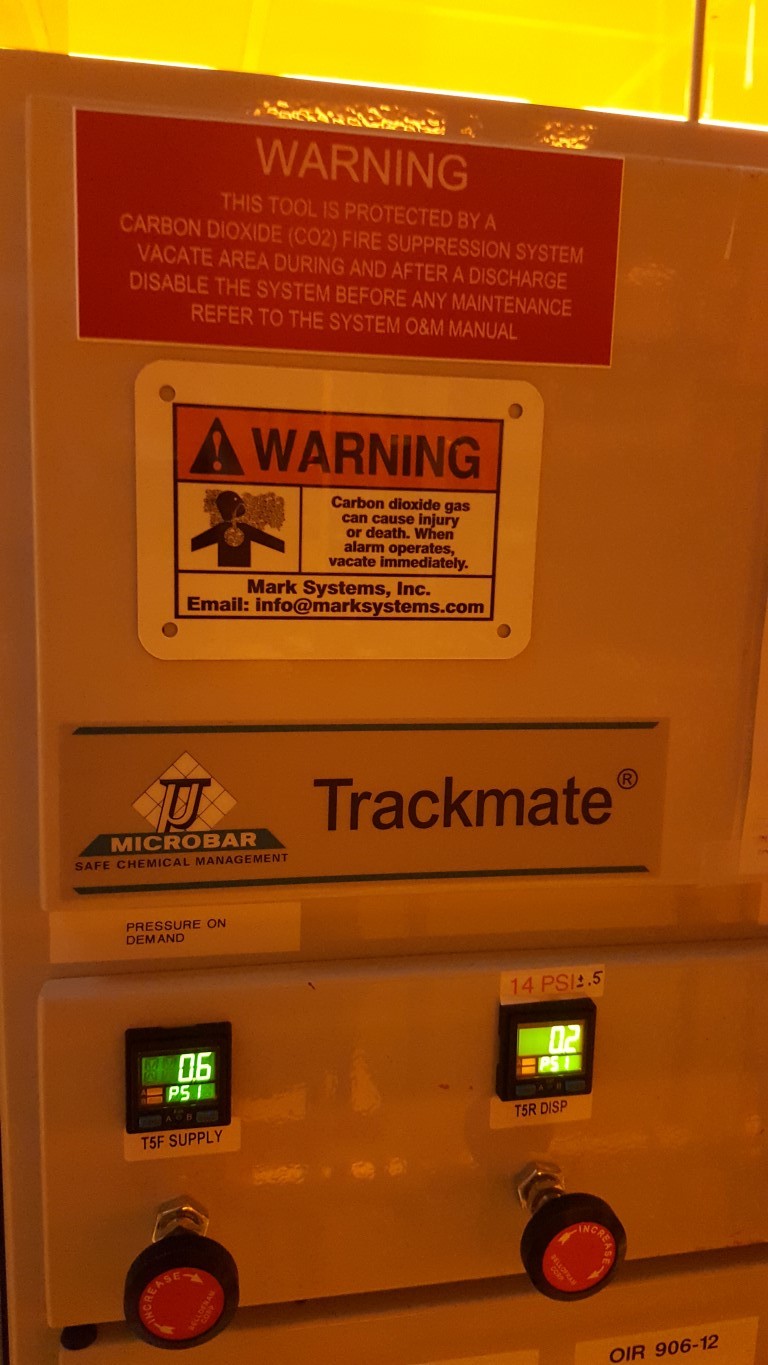 WARNING
THIS TOOL IS PROTECTED BY A
CARBON DIOXIDE (CO2) FIRE SUPPRESSION SYSTEM
VACATE AREA DURING AND AFTER A DISCHARGE
DISABLE THE SYSTEM BEFORE ANY MAINTENANCE
REFER TO THE SYSTEM O&M MANUAL
WARNING
Carbon dioxide gas
can cause injury
or death. When
alarm operates,
vacate immediately.
Mark Systems, Inc.
Email: info@marksystems.com
MICROBAR
SAFE CHEMICAL MANAGEMENT
Trackmate®
PRESSURE ON
DEMAND
14 PSI ±.5
0.6
PSI
A B
T5F SUPPLY
0.2
PSI
A B
T5R DISP
INCREASE
BELLOFRAM
CORP
INCREASE
BELLOFRAM
CORP
OIR 906-12